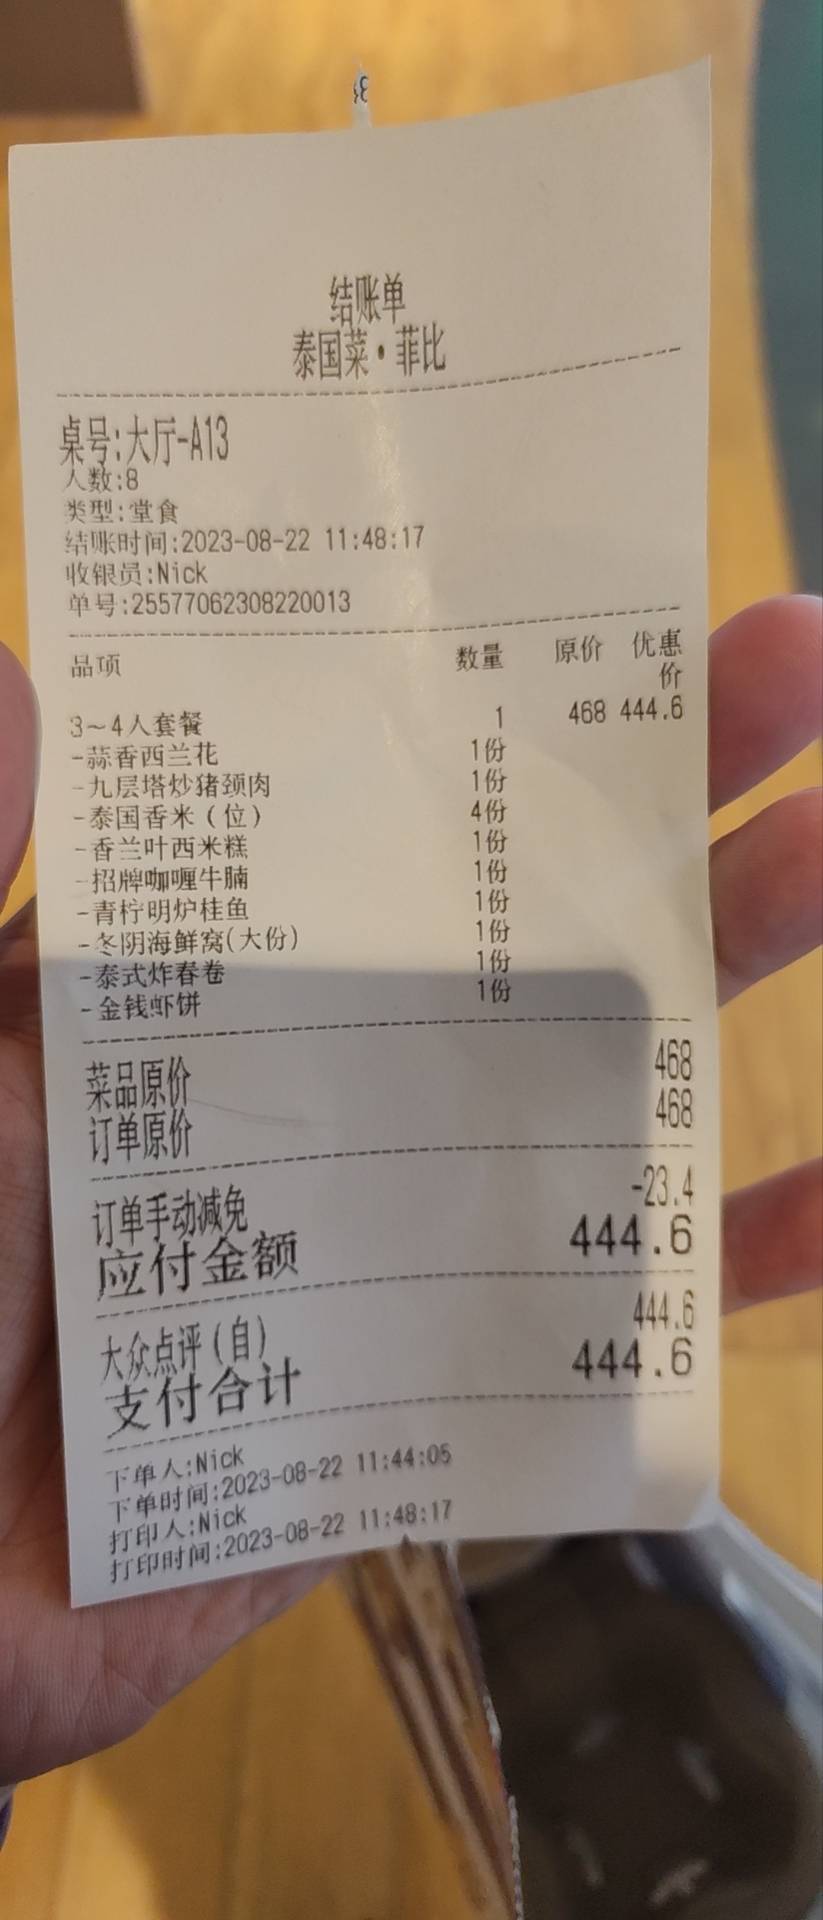 结账单
泰国菜·菲比
桌号:大厅-A13
人数:8
类型:堂食
结账时间:2023-08-22 11:48:17
收银员:Nick
单号:25577062308220013
品项 数量 原价 优惠价
3~4人套餐 1 468 444.6
-蒜香西兰花 1份
-九层塔炒猪颈肉 1份
-泰国香米(位) 4份
-香兰叶西米糕 1份
-招牌咖喱牛腩 1份
-青柠明炉桂鱼 1份
-冬阴海鲜窝(大份) 1份
-泰式炸春卷 1份
-金钱虾饼 1份
菜品原价 468
订单原价 468
订单手动减免 -23.4
应付金额 444.6
大众点评(自) 444.6
支付合计 444.6
下单人:Nick
下单时间:2023-08-22 11:44:05
打印人:Nick
打印时间:2023-08-22 11:48:17